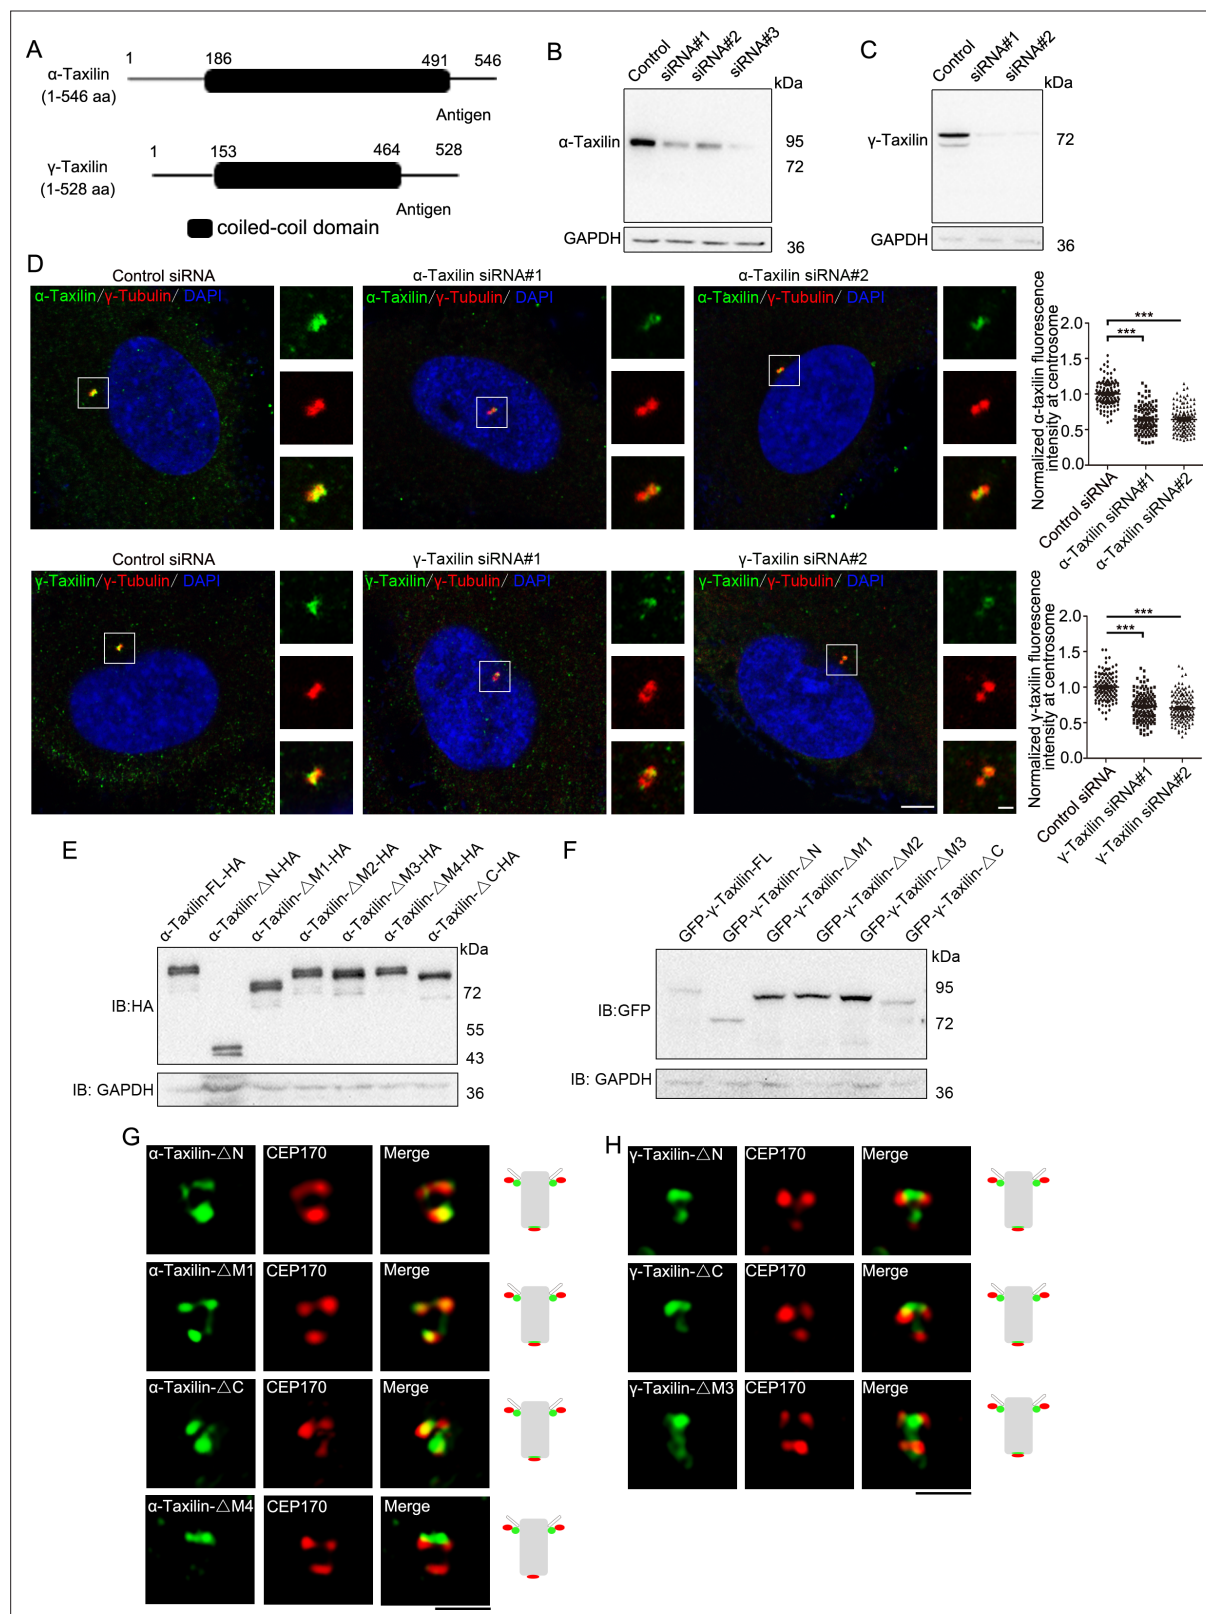 A
1 186 491 546
α-Taxilin
(1-546 aa)
Antigen
1 153 464 528
γ-Taxilin
(1-528 aa)
Antigen
coiled-coil domain
B
Control siRNA#1 siRNA#2 siRNA#3
kDa
α-Taxilin 95
72
GAPDH 36
C
Control siRNA#1 siRNA#2
kDa
γ-Taxilin 72
GAPDH 36
D
Control siRNA α-Taxilin siRNA#1 α-Taxilin siRNA#2
α-Taxilin/γ-Tubulin/ DAPI α-Taxilin/γ-Tubulin/ DAPI α-Taxilin/γ-Tubulin/ DAPI
Normalized α-taxilin fluorescence
intensity at centrosome
2.0
1.5
1.0
0.5
0.0
*** ***
Control siRNA
α-Taxilin siRNA#1
α-Taxilin siRNA#2
Control siRNA γ-Taxilin siRNA#1 γ-Taxilin siRNA#2
γ-Taxilin/γ-Tubulin/ DAPI γ-Taxilin/γ-Tubulin/ DAPI γ-Taxilin/γ-Tubulin/ DAPI
Normalized γ-taxilin fluorescence
intensity at centrosome
2.0
1.5
1.0
0.5
0.0
*** ***
Control siRNA
γ-Taxilin siRNA#1
γ-Taxilin siRNA#2
E
α-Taxilin-FL-HA
α-Taxilin-△N-HA
α-Taxilin-△M1-HA
α-Taxilin-△M2-HA
α-Taxilin-△M3-HA
α-Taxilin-△M4-HA
α-Taxilin-△C-HA
kDa
72
IB:HA
55
43
IB: GAPDH 36
F
GFP-γ-Taxilin-FL
GFP-γ-Taxilin-△N
GFP-γ-Taxilin-△M1
GFP-γ-Taxilin-△M2
GFP-γ-Taxilin-△M3
GFP-γ-Taxilin-△C
kDa
95
IB:GFP
72
IB: GAPDH
36
G
α-Taxilin-△N CEP170 Merge
α-Taxilin-△M1 CEP170 Merge
α-Taxilin-△C CEP170 Merge
α-Taxilin-△M4 CEP170 Merge
H
γ-Taxilin-△N CEP170 Merge
γ-Taxilin-△C CEP170 Merge
γ-Taxilin-△M3 CEP170 Merge